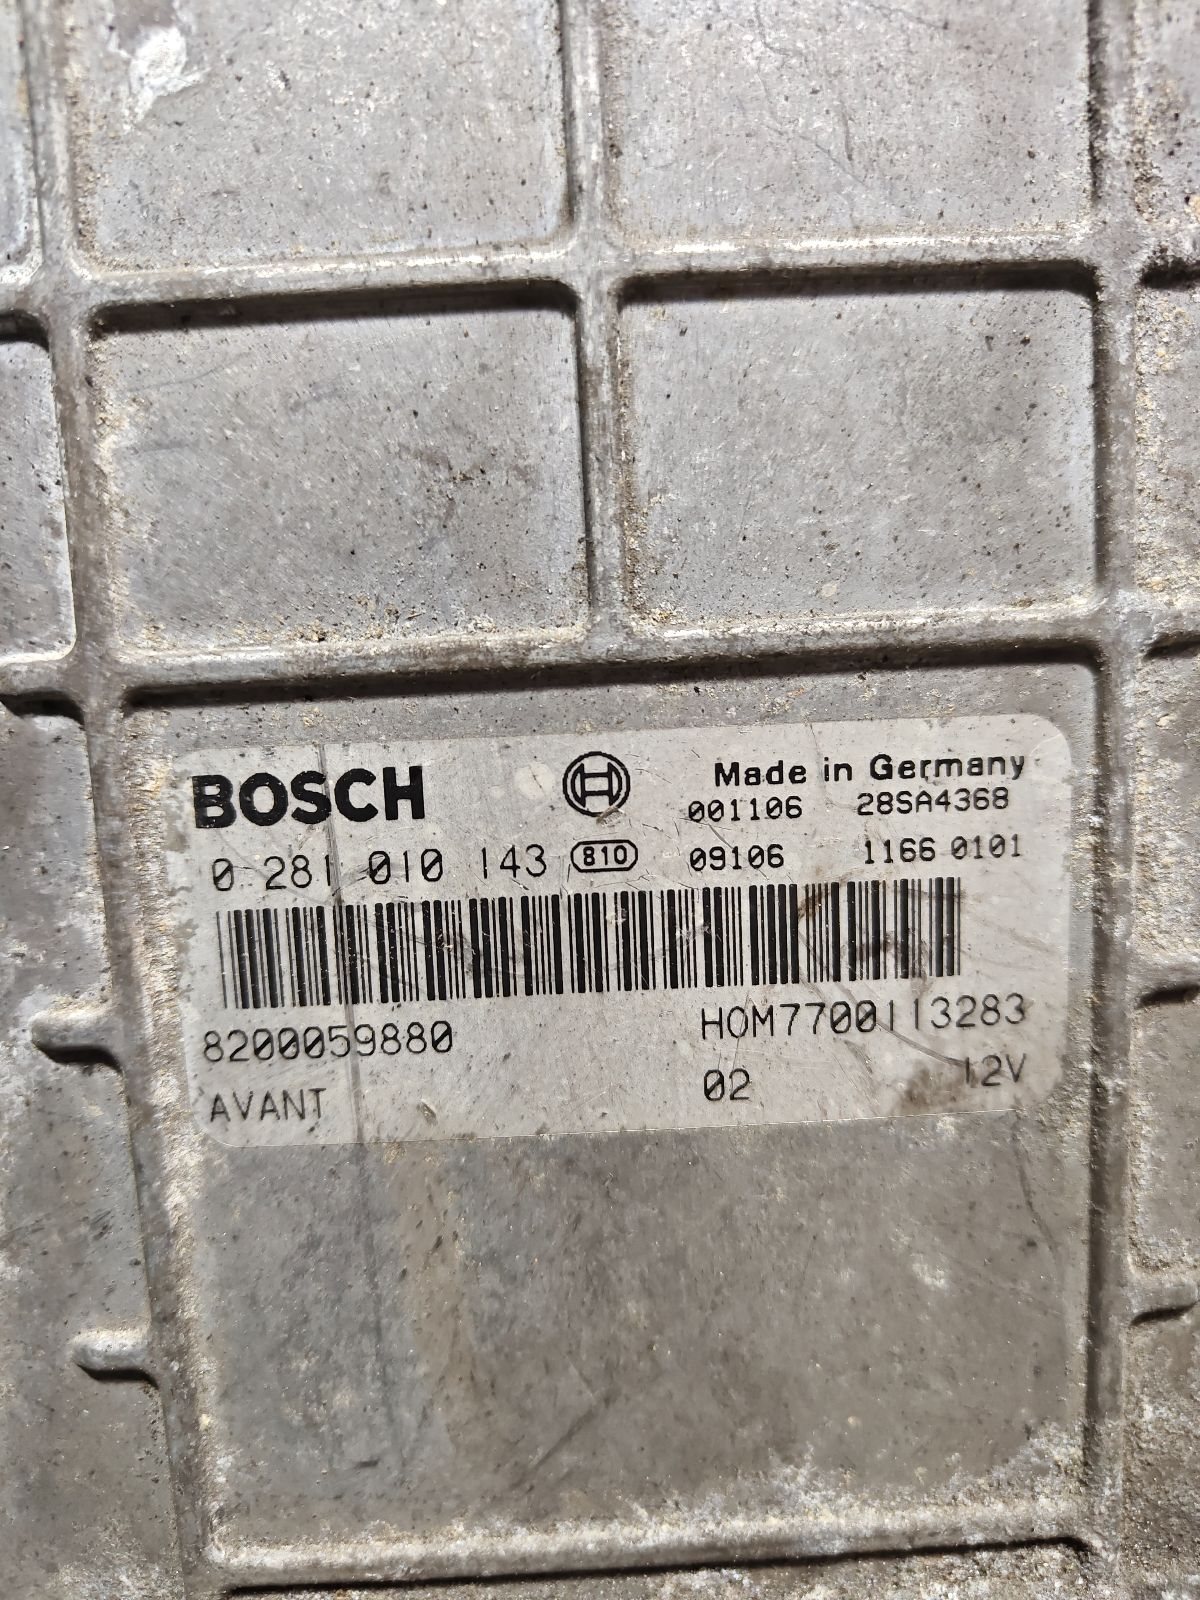 BOSCH Made in Germany
001106 28SA4368
0 281 010 143 810 09106 1166 0101
8200059880 HOM7700113283
AVANT 02 12V